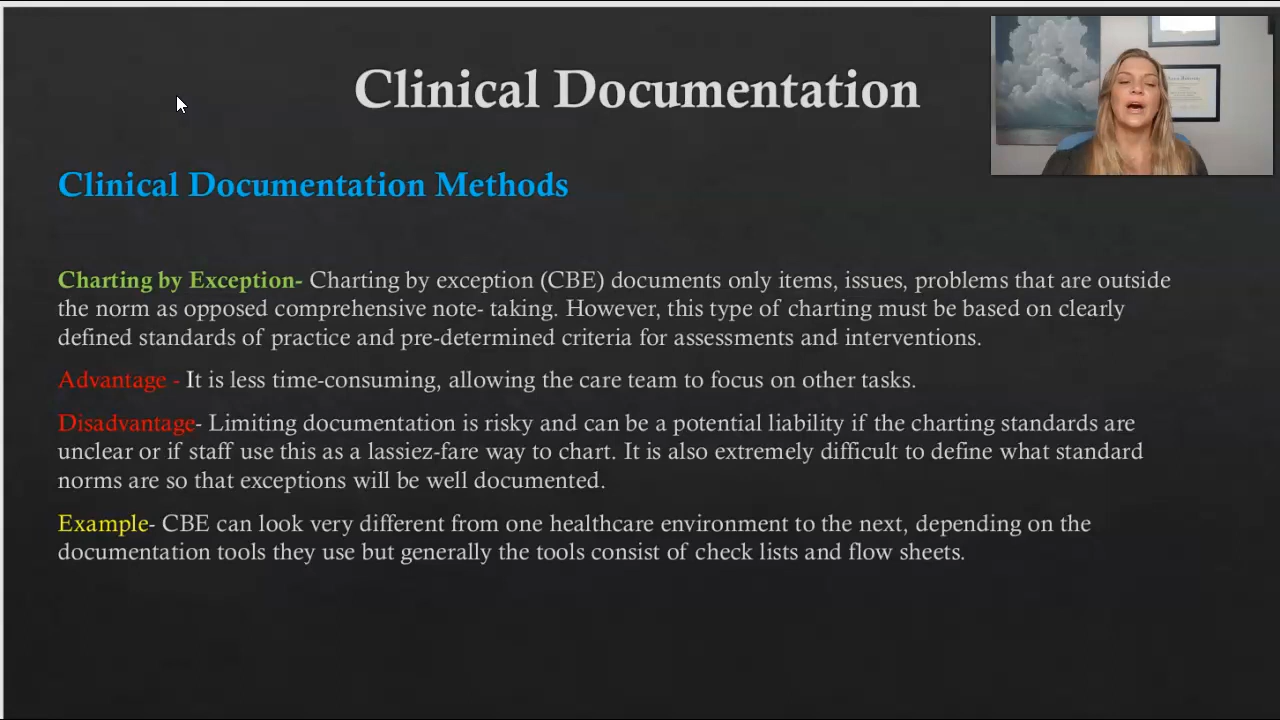 Clinical Documentation
Clinical Documentation Methods
Charting by Exception- Charting by exception (CBE) documents only items, issues, problems that are outside
the norm as opposed comprehensive note- taking. However, this type of charting must be based on clearly
defined standards of practice and pre-determined criteria for assessments and interventions.
Advantage - It is less time-consuming, allowing the care team to focus on other tasks.
Disadvantage- Limiting documentation is risky and can be a potential liability if the charting standards are
unclear or if staff use this as a lassiez-fare way to chart. It is also extremely difficult to define what standard
norms are so that exceptions will be well documented.
Example- CBE can look very different from one healthcare environment to the next, depending on the
documentation tools they use but generally the tools consist of check lists and flow sheets.